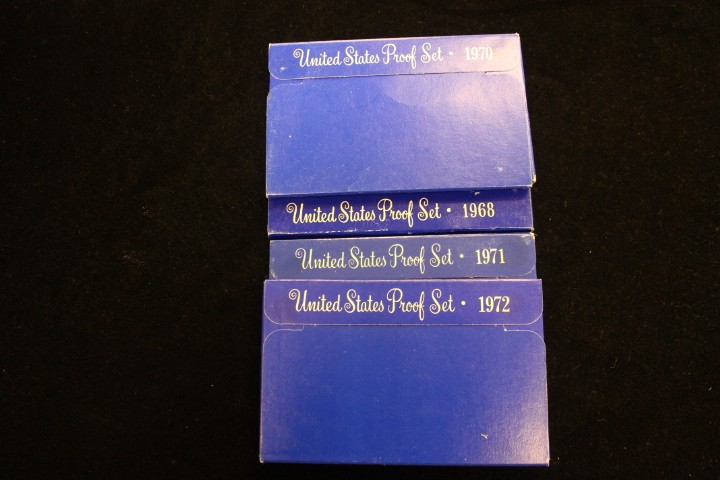 United States Proof Set • 1970
United States Proof Set • 1968
United States Proof Set • 1971
United States Proof Set • 1972